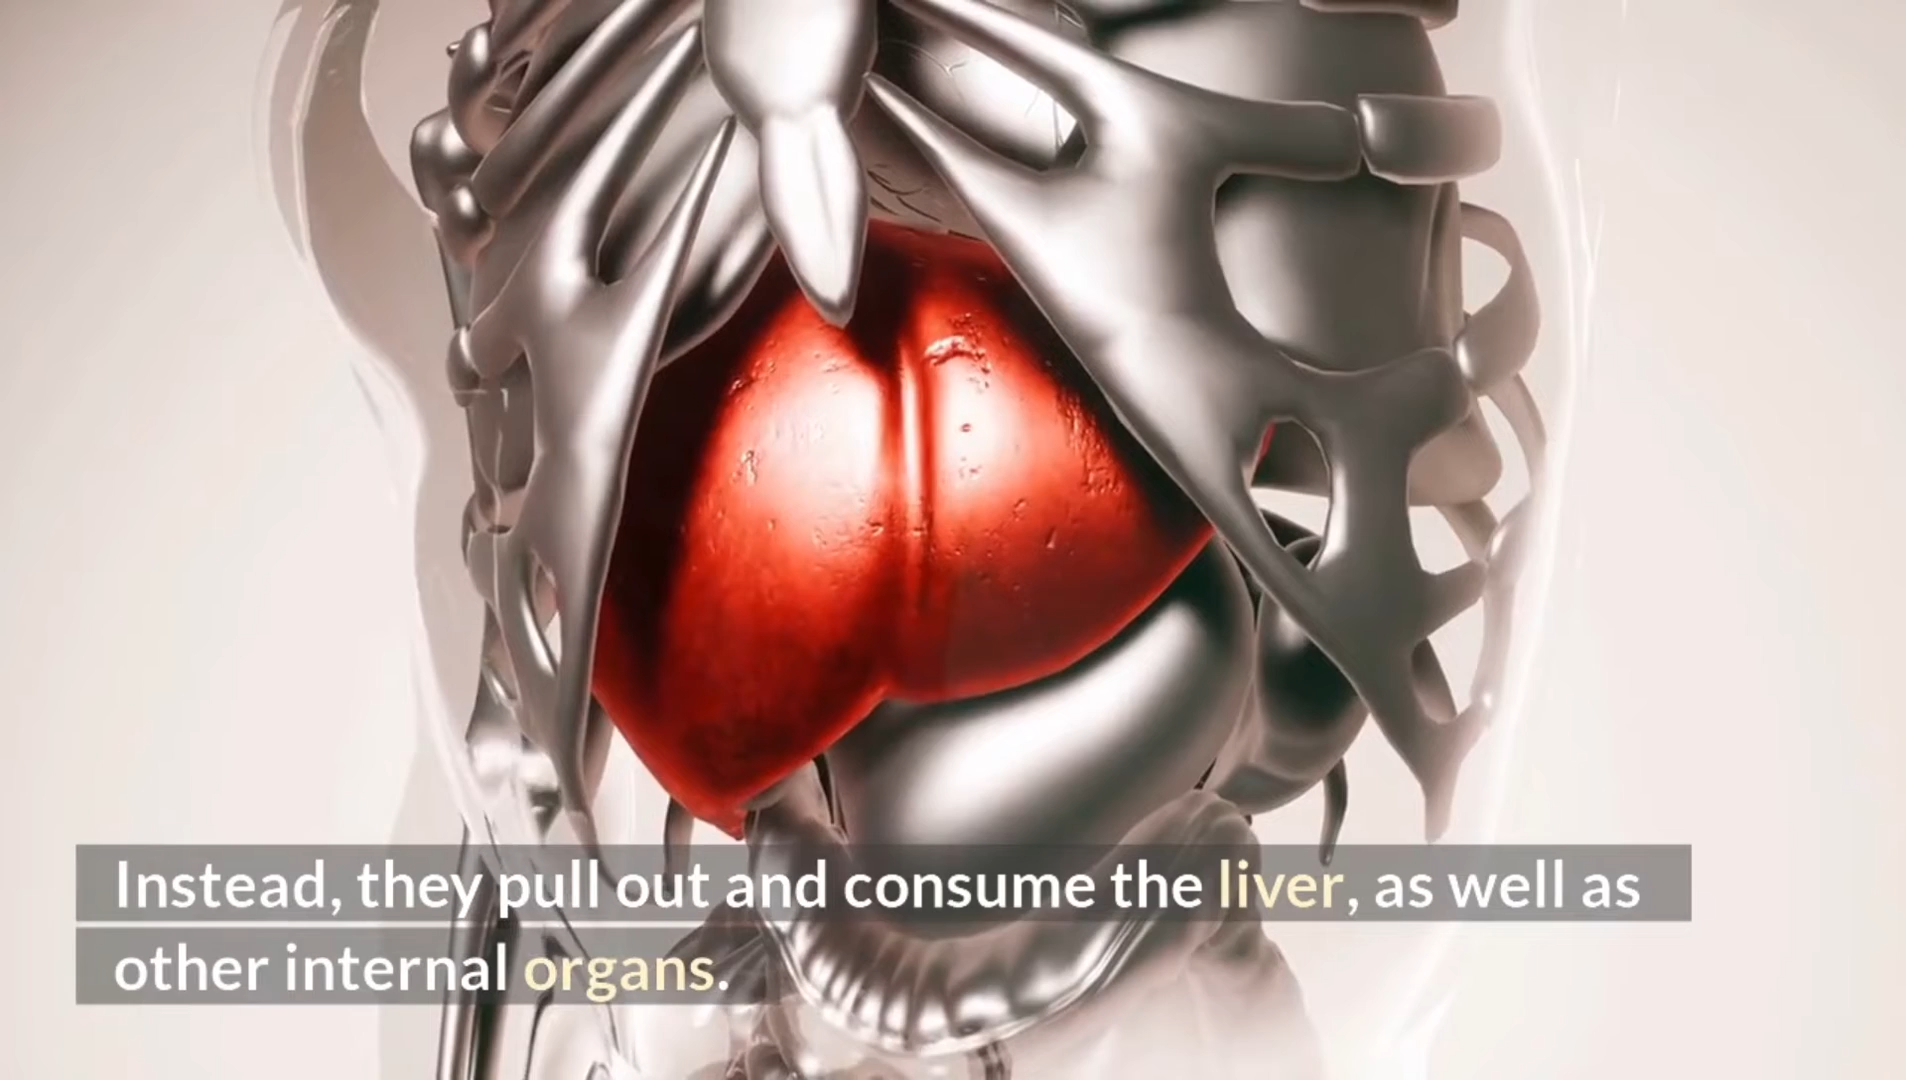 Instead, they pull out and consume the liver, as well as
other internal organs.